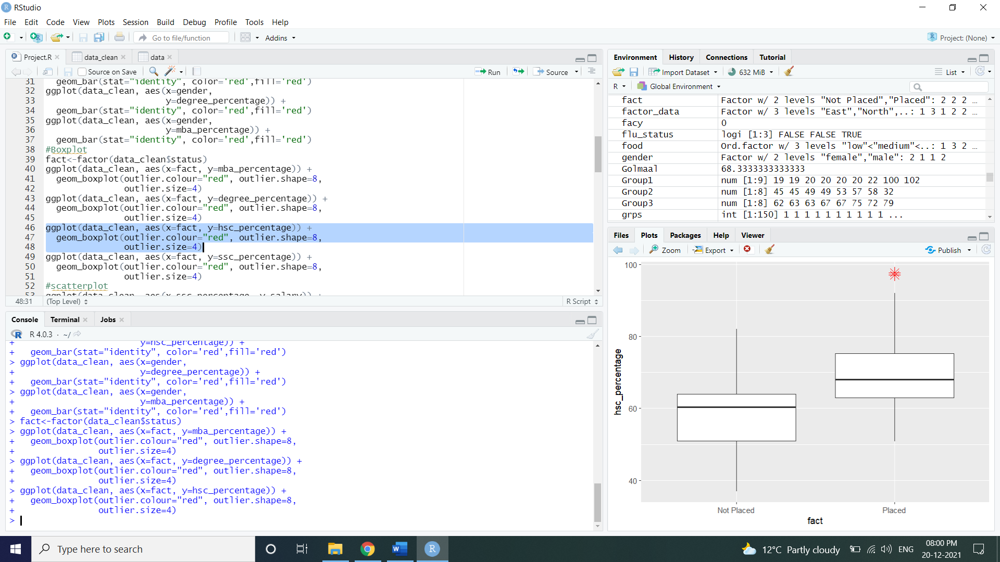 RStudio
File Edit Code View Plots Session Build Debug Profile Tools Help
Go to file/function Addins Project: (None)
Project.R data_clean data
Source on Save Run Source
31   geom_bar(stat="identity", color='red',fill='red')
32 ggplot(data_clean, aes(x=gender,
33                        y=degree_percentage)) +
34   geom_bar(stat="identity", color='red',fill='red')
35 ggplot(data_clean, aes(x=gender,
36                        y=mba_percentage)) +
37   geom_bar(stat="identity", color='red',fill='red')
38 #Boxplot
39 fact<-factor(data_clean$status)
40 ggplot(data_clean, aes(x=fact, y=mba_percentage)) +
41   geom_boxplot(outlier.colour="red", outlier.shape=8,
42                outlier.size=4)
43 ggplot(data_clean, aes(x=fact, y=degree_percentage)) +
44   geom_boxplot(outlier.colour="red", outlier.shape=8,
45                outlier.size=4)
46 ggplot(data_clean, aes(x=fact, y=hsc_percentage)) +
47   geom_boxplot(outlier.colour="red", outlier.shape=8,
48                outlier.size=4)
49 ggplot(data_clean, aes(x=fact, y=ssc_percentage)) +
50   geom_boxplot(outlier.colour="red", outlier.shape=8,
51                outlier.size=4)
52 #scatterplot
53 ggplot(data_clean, aes(x=ssc_percentage, y=salary)) +
48:31 (Top Level) R Script
Console Terminal Jobs
R 4.0.3 · ~/
+                        y=hsc_percentage)) +
+   geom_bar(stat="identity", color='red',fill='red')
> ggplot(data_clean, aes(x=gender,
+                        y=degree_percentage)) +
+   geom_bar(stat="identity", color='red',fill='red')
> ggplot(data_clean, aes(x=gender,
+                        y=mba_percentage)) +
+   geom_bar(stat="identity", color='red',fill='red')
> fact<-factor(data_clean$status)
> ggplot(data_clean, aes(x=fact, y=mba_percentage)) +
+   geom_boxplot(outlier.colour="red", outlier.shape=8,
+                outlier.size=4)
> ggplot(data_clean, aes(x=fact, y=degree_percentage)) +
+   geom_boxplot(outlier.colour="red", outlier.shape=8,
+                outlier.size=4)
> ggplot(data_clean, aes(x=fact, y=hsc_percentage)) +
+   geom_boxplot(outlier.colour="red", outlier.shape=8,
+                outlier.size=4)
>
Environment History Connections Tutorial
Import Dataset 632 MiB List
R Global Environment
fact Factor w/ 2 levels "Not Placed","Placed": 2 2 2 …
factor_data Factor w/ 3 levels "East","North",..: 1 3 1 2 2 …
facy 0
flu_status logi [1:3] FALSE FALSE TRUE
food Ord.factor w/ 3 levels "low"<"medium"<..: 1 3 2 …
gender Factor w/ 2 levels "female","male": 2 1 1 2
Golmaal 68.3333333333333
Group1 num [1:9] 19 19 20 20 20 20 22 100 102
Group2 num [1:8] 45 45 49 49 53 57 58 32
Group3 num [1:8] 62 63 63 67 67 75 72 79
grps int [1:150] 1 1 1 1 1 1 1 1 1 1 ...
Files Plots Packages Help Viewer
Zoom Export Publish
100
80
60
40
hsc_percentage
Not Placed Placed
fact
Type here to search
12°C Partly cloudy ENG
08:00 PM
20-12-2021